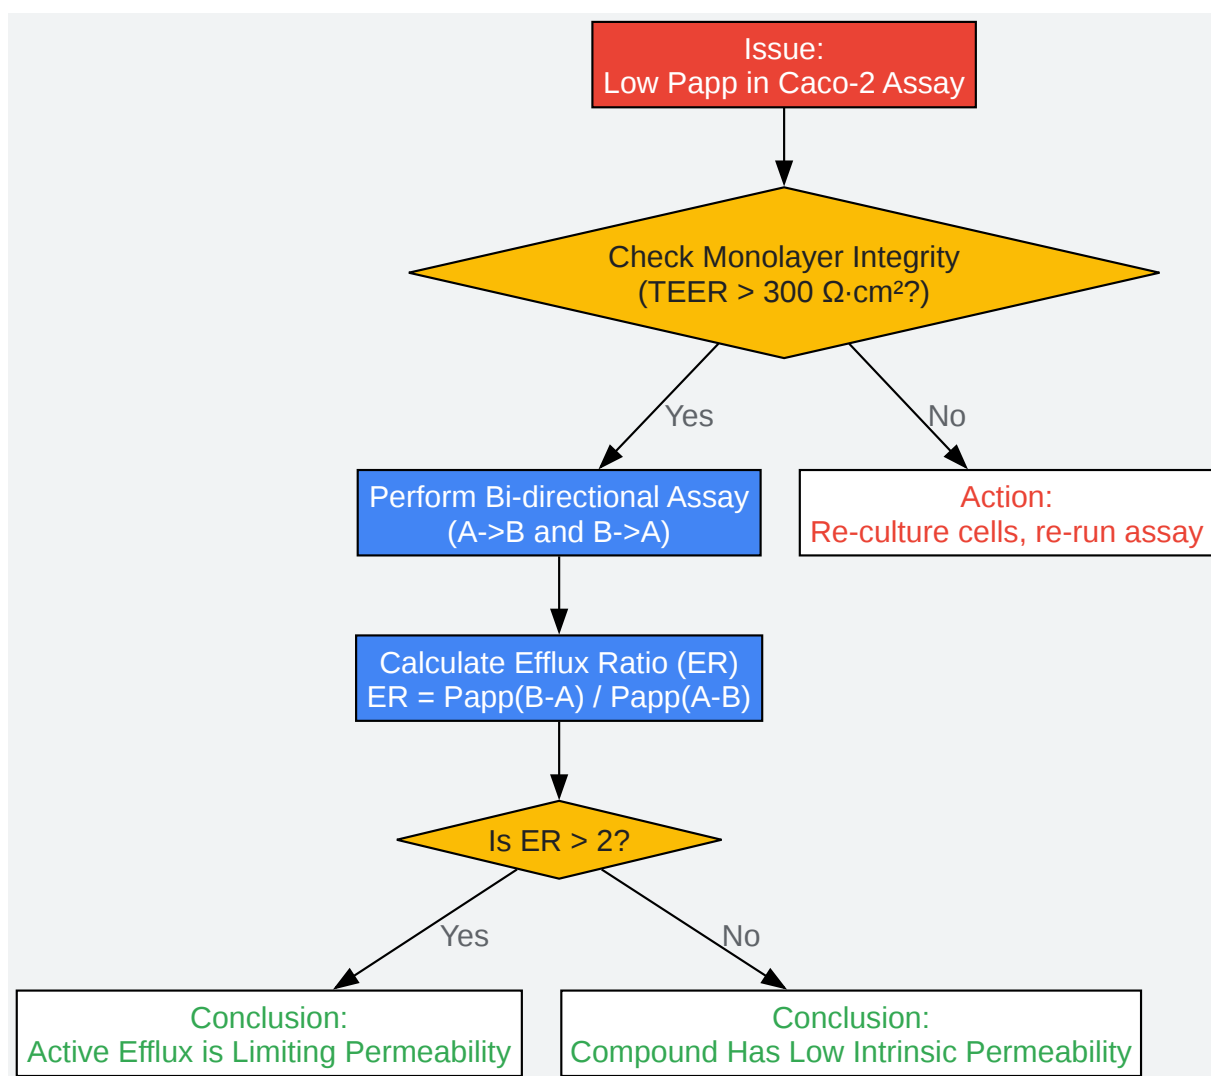 Issue:
Low Papp in Caco-2 Assay
Check Monolayer Integrity
(TEER > 300 Ω·cm²?)
Yes
No
Perform Bi-directional Assay
(A->B and B->A)
Action:
Re-culture cells, re-run assay
Calculate Efflux Ratio (ER)
ER = Papp(B-A) / Papp(A-B)
Is ER > 2?
Yes
No
Conclusion:
Active Efflux is Limiting Permeability
Conclusion:
Compound Has Low Intrinsic Permeability